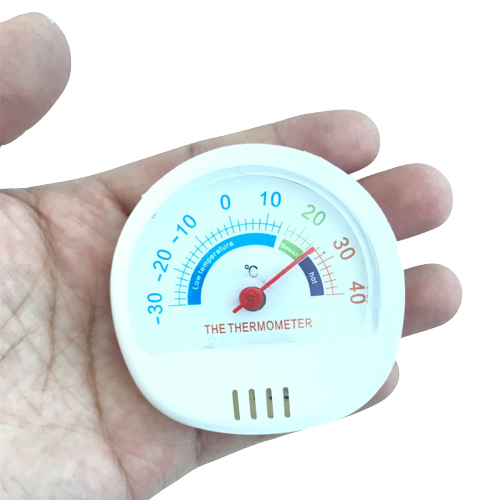 -30 -20 -10 0 10 20 30 40
Low temperature
hot
°C
THE THERMOMETER